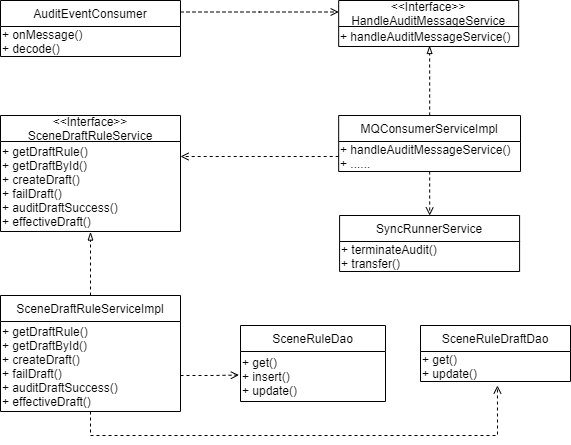 AuditEventConsumer
+ onMessage()
+ decode()
<<Interface>>
HandleAuditMessageService
+ handleAuditMessageService()
<<Interface>>
SceneDraftRuleService
+ getDraftRule()
+ getDraftById()
+ createDraft()
+ failDraft()
+ auditDraftSuccess()
+ effectiveDraft()
MQConsumerServiceImpl
+ handleAuditMessageService()
+ ......
SyncRunnerService
+ terminateAudit()
+ transfer()
SceneDraftRuleServiceImpl
+ getDraftRule()
+ getDraftById()
+ createDraft()
+ failDraft()
+ auditDraftSuccess()
+ effectiveDraft()
SceneRuleDao
+ get()
+ insert()
+ update()
SceneRuleDraftDao
+ get()
+ update()